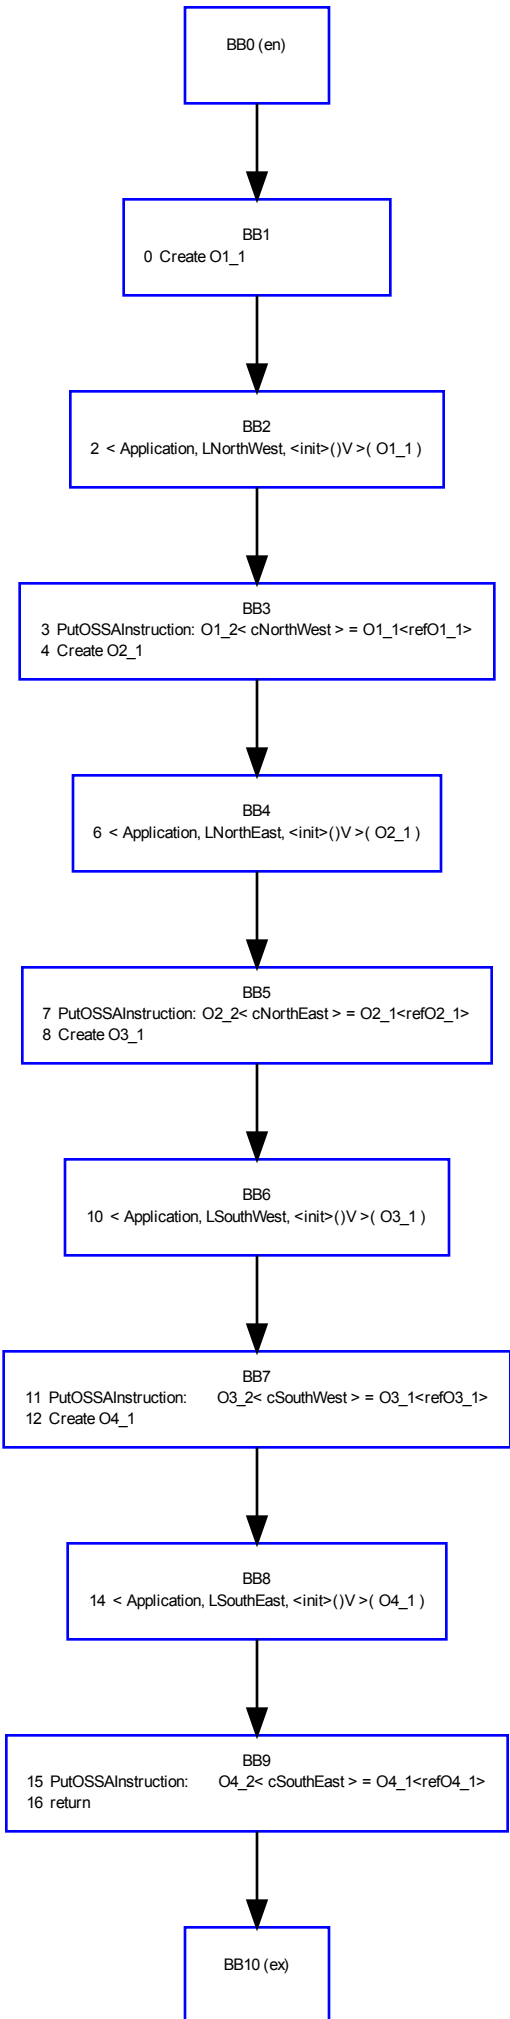 BB0 (en)
BB1
0 Create O1_1
BB2
2 < Application, LNorthWest, <init>()V >( O1_1 )
BB3
3 PutOSSAInstruction: O1_2< cNorthWest > = O1_1<refO1_1>
4 Create O2_1
BB4
6 < Application, LNorthEast, <init>()V >( O2_1 )
BB5
7 PutOSSAInstruction: O2_2< cNorthEast > = O2_1<refO2_1>
8 Create O3_1
BB6
10 < Application, LSouthWest, <init>()V >( O3_1 )
BB7
11 PutOSSAInstruction: O3_2< cSouthWest > = O3_1<refO3_1>
12 Create O4_1
BB8
14 < Application, LSouthEast, <init>()V >( O4_1 )
BB9
15 PutOSSAInstruction: O4_2< cSouthEast > = O4_1<refO4_1>
16 return
BB10 (ex)